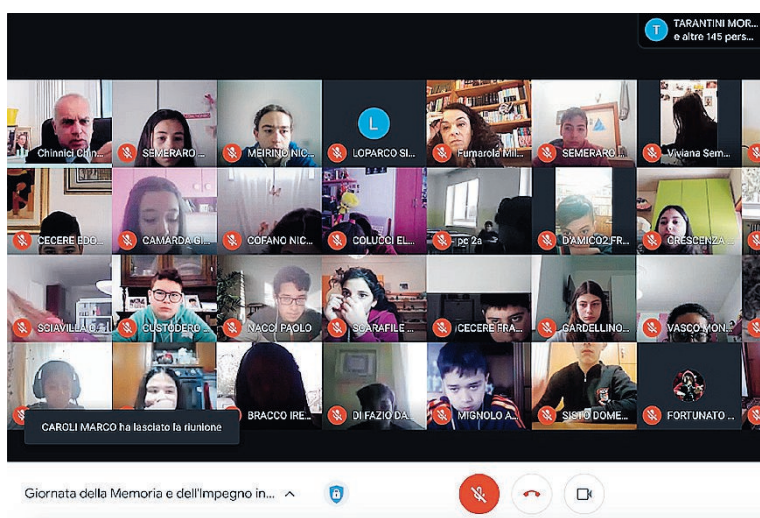 T TARANTINI MOR...
e altre 145 pers...
Chinnici Chin...
SEMERARO ...
MEIRINO NIC...
L
LOPARCO SI...
Fumarola Mil...
SEMERARO ...
Viviana Sem...
CECERE EDO...
CAMARDA GI...
COFANO NIC...
COLUCCI EL...
pc 2a
D'AMICO2 FR...
CRESCENZA ...
SCIAVILLA
CUSTODERO ...
NACCI PAOLO
SCARAFILE ...
CECERE FRA...
GARDELLINO...
VASCO MON...
BRACCO IRE...
DI FAZIO DA...
MIGNOLO A...
SISTO DOME...
FORTUNATO ...
CAROLI MARCO ha lasciato la riunione
Giornata della Memoria e dell'Impegno in...